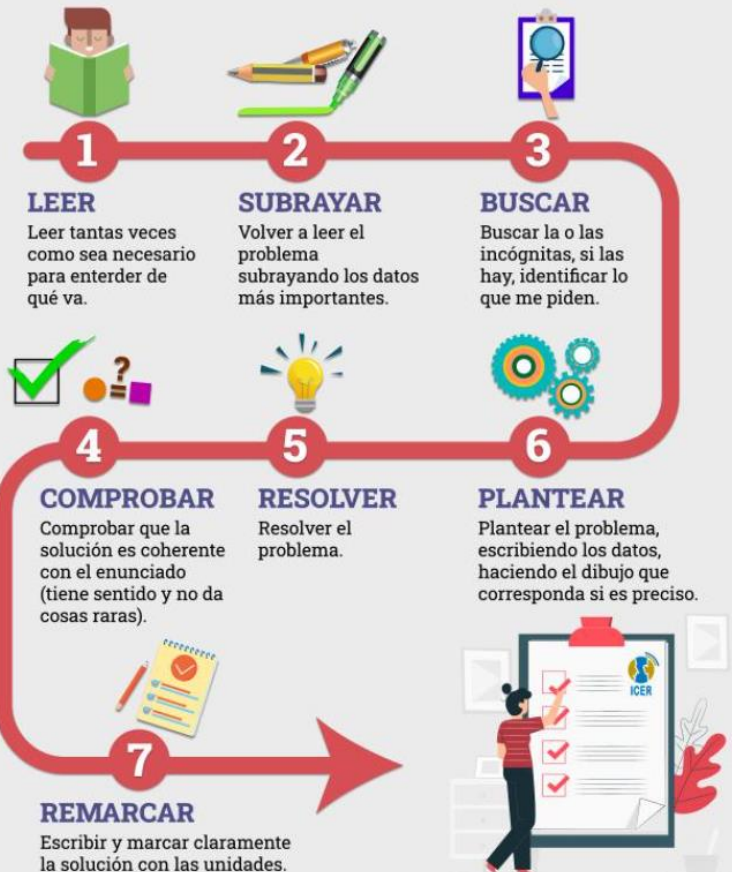 1
LEER
Leer tantas veces
como sea necesario
para enterder de
qué va.
2
SUBRAYAR
Volver a leer el
problema
subrayando los datos
más importantes.
3
BUSCAR
Buscar la o las
incógnitas, si las
hay, identificar lo
que me piden.
?
=
4
COMPROBAR
Comprobar que la
solución es coherente
con el enunciado
(tiene sentido y no da
cosas raras).
5
RESOLVER
Resolver el
problema.
6
PLANTEAR
Plantear el problema,
escribiendo los datos,
haciendo el dibujo que
corresponda si es preciso.
ICER
7
REMARCAR
Escribir y marcar claramente
la solución con las unidades.